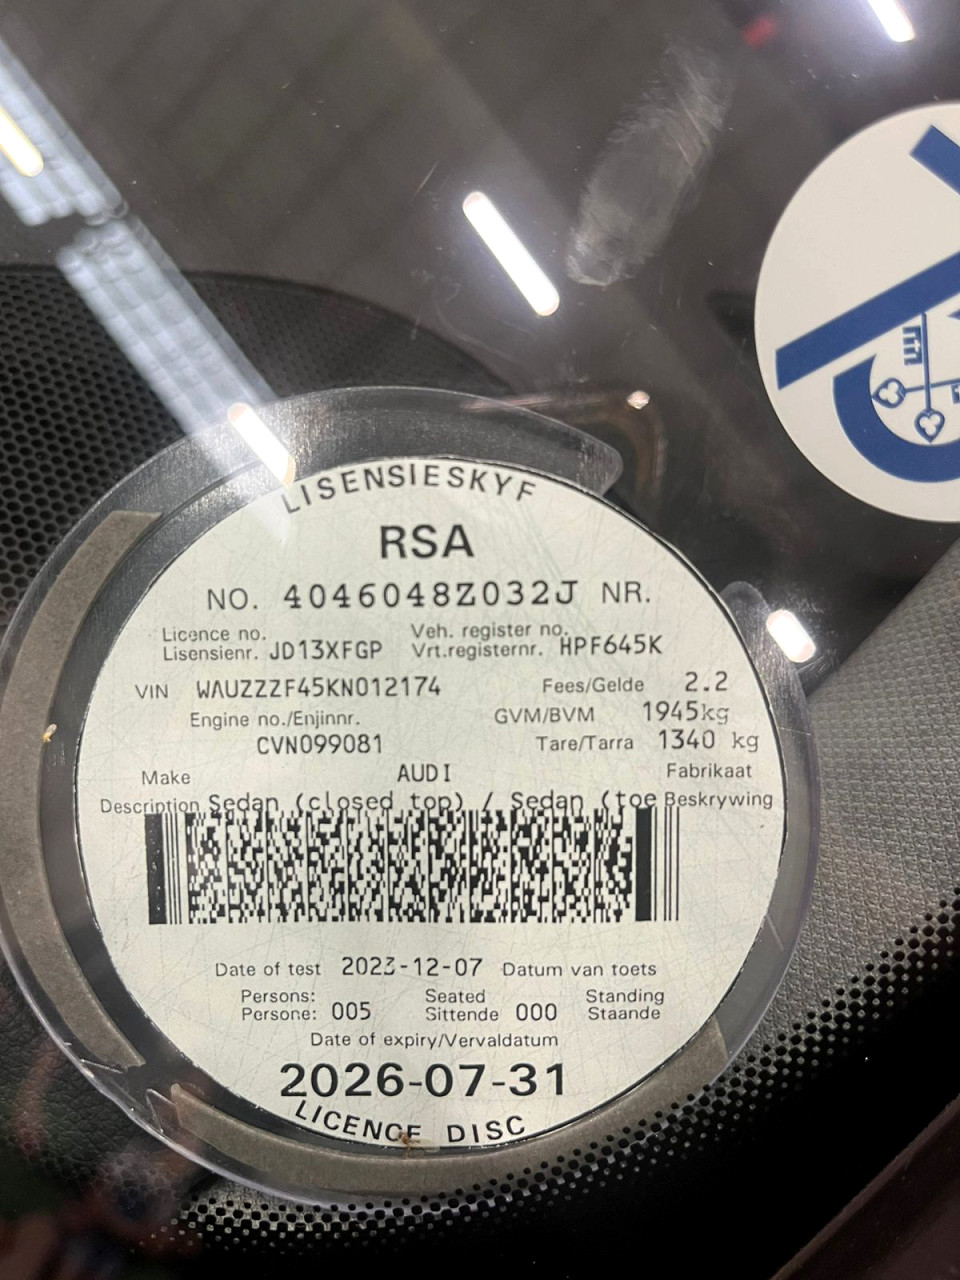 LISENSIESKYF
RSA
NO. 4046048Z032J NR.
Licence no. Veh. register no.
Lisensienr. JD13XFGP Vrt.registernr. HPF645K
VIN WAUZZZF45KN012174 Fees/Gelde 2.2
Engine no./Enjinnr. GVM/BVM 1945kg
CVN099081 Tare/Tarra 1340 kg
Make AUDI Fabrikaat
Description Sedan (closed top) / Sedan (toe Beskrywing
Date of test 2023-12-07 Datum van toets
Persons: Seated Standing
Persone: 005 Sittende 000 Staande
Date of expiry/Vervaldatum
2026-07-31
LICENCE DISC